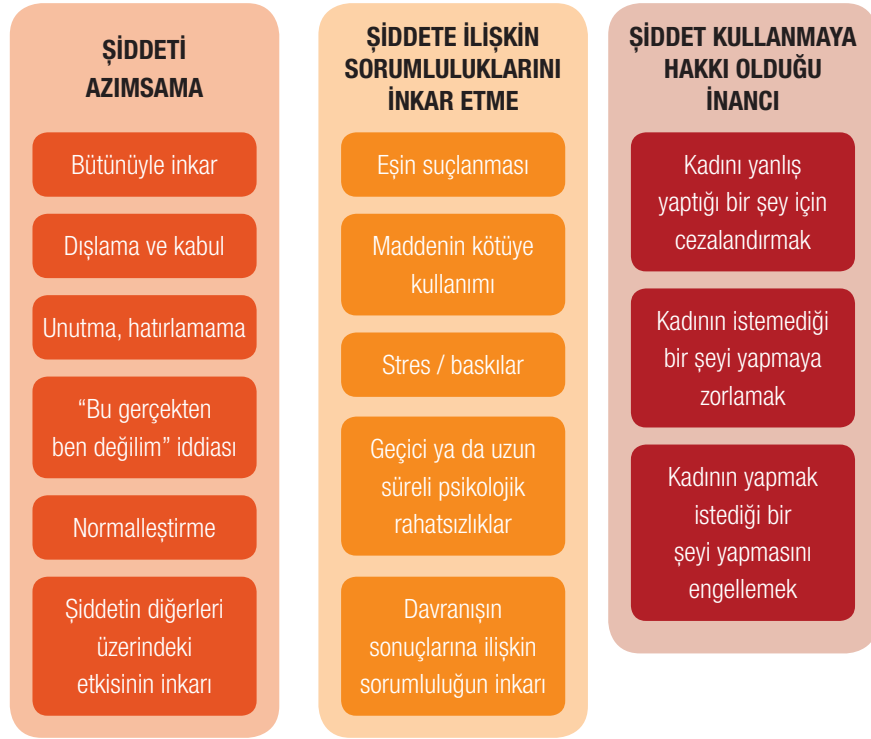 ŞİDDETİ
AZIMSAMA
Bütünüyle inkar
Dışlama ve kabul
Unutma, hatırlamama
“Bu gerçekten
ben değilim” iddiası
Normalleştirme
Şiddetin diğerleri
üzerindeki
etkisinin inkarı
ŞİDDETE İLİŞKİN
SORUMLULUKLARINI
İNKAR ETME
Eşin suçlanması
Maddenin kötüye
kullanımı
Stres / baskılar
Geçici ya da uzun
süreli psikolojik
rahatsızlıklar
Davranışın
sonuçlarına ilişkin
sorumluluğun inkarı
ŞİDDET KULLANMAYA
HAKKI OLDUĞU
İNANCI
Kadını yanlış
yaptığı bir şey için
cezalandırmak
Kadının istemediği
bir şeyi yapmaya
zorlamak
Kadının yapmak
istediği bir
şeyi yapmasını
engellemek